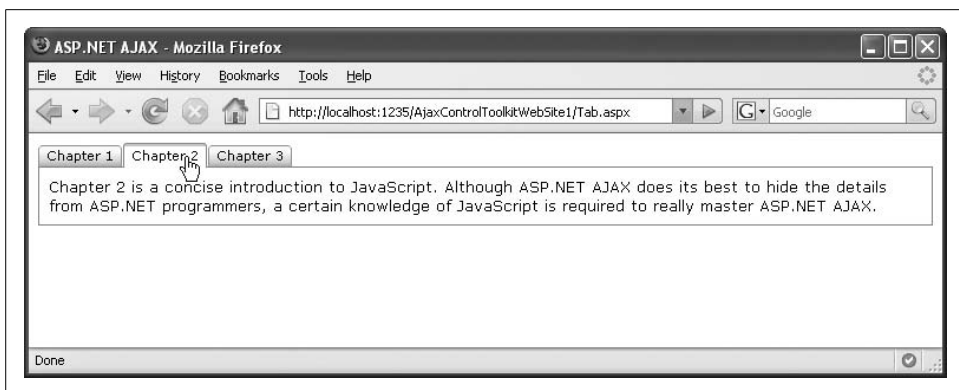 ASP.NET AJAX - Mozilla Firefox
File Edit View History Bookmarks Tools Help
http://localhost:1235/AjaxControlToolkitWebSite1/Tab.aspx G Google
Chapter 1 Chapter 2 Chapter 3
Chapter 2 is a concise introduction to JavaScript. Although ASP.NET AJAX does its best to hide the details
from ASP.NET programmers, a certain knowledge of JavaScript is required to really master ASP.NET AJAX.
Done